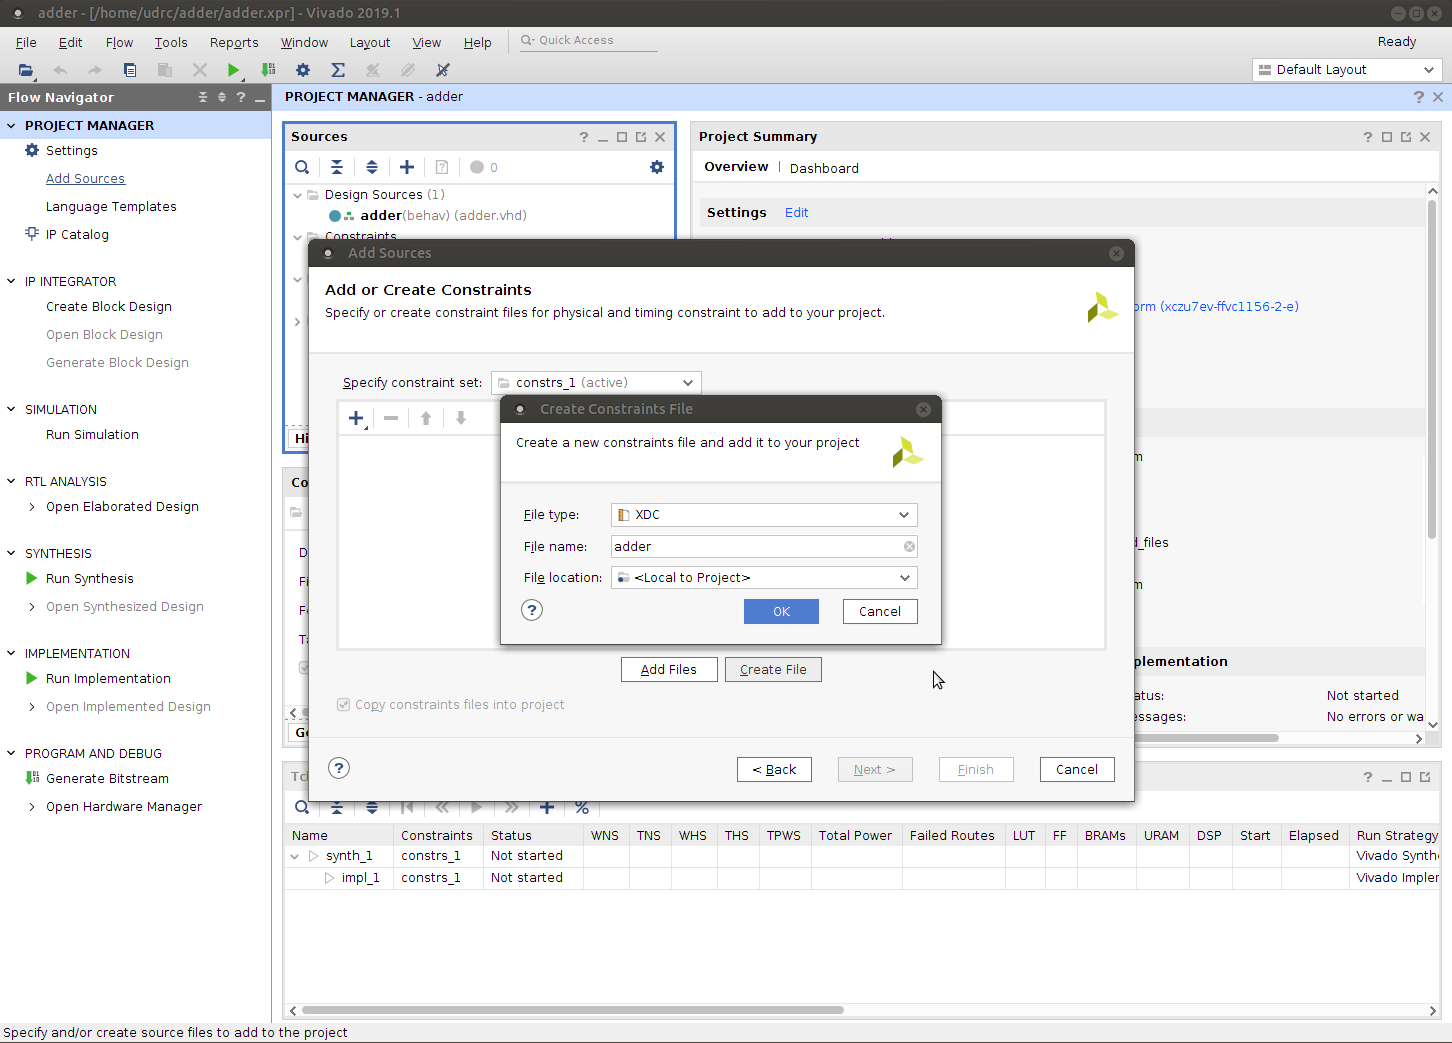 adder - [/home/udrc/adder/adder.xpr] - Vivado 2019.1
File Edit Flow Tools Reports Window Layout View Help Quick Access Ready
Default Layout
Flow Navigator
PROJECT MANAGER
Settings
Add Sources
Language Templates
IP Catalog
IP INTEGRATOR
Create Block Design
Open Block Design
Generate Block Design
SIMULATION
Run Simulation
RTL ANALYSIS
Open Elaborated Design
SYNTHESIS
Run Synthesis
Open Synthesized Design
IMPLEMENTATION
Run Implementation
Open Implemented Design
PROGRAM AND DEBUG
Generate Bitstream
Open Hardware Manager
PROJECT MANAGER - adder
Sources
0
Design Sources (1)
adder(behav) (adder.vhd)
Constraints
Hi
Project Summary
Overview | Dashboard
Settings Edit
orm (xczu7ev-ffvc1156-2-e)
m
d_files
m
plementation
atus: Not started
essages: No errors or wa
Co
D
Fi
Fo
Ta
Ge
Add Sources
Add or Create Constraints
Specify or create constraint files for physical and timing constraint to add to your project.
Specify constraint set: constrs_1 (active)
Create Constraints File
Create a new constraints file and add it to your project
File type: XDC
File name: adder
File location: <Local to Project>
? OK Cancel
Add Files Create File
Copy constraints files into project
? < Back Next > Finish Cancel
Tcl
Name Constraints Status WNS TNS WHS THS TPWS Total Power Failed Routes LUT FF BRAMs URAM DSP Start Elapsed Run Strategy
synth_1 constrs_1 Not started Vivado Synthe
impl_1 constrs_1 Not started Vivado Impler
Specify and/or create source files to add to the project